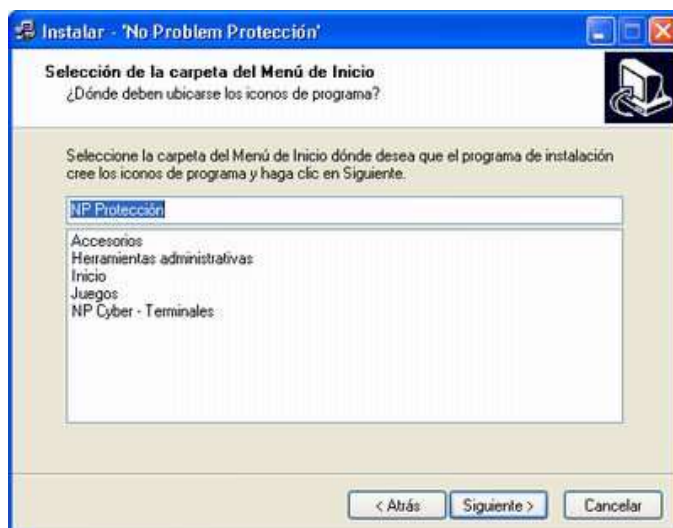 Instalar - 'No Problem Protección'
Selección de la carpeta del Menú de Inicio
¿Dónde deben ubicarse los iconos de programa?
Seleccione la carpeta del Menú de Inicio dónde desea que el programa de instalación
cree los iconos de programa y haga clic en Siguiente.
NP Protección
Accesorios
Herramientas administrativas
Inicio
Juegos
NP Cyber - Terminales
< Atrás
Siguiente >
Cancelar